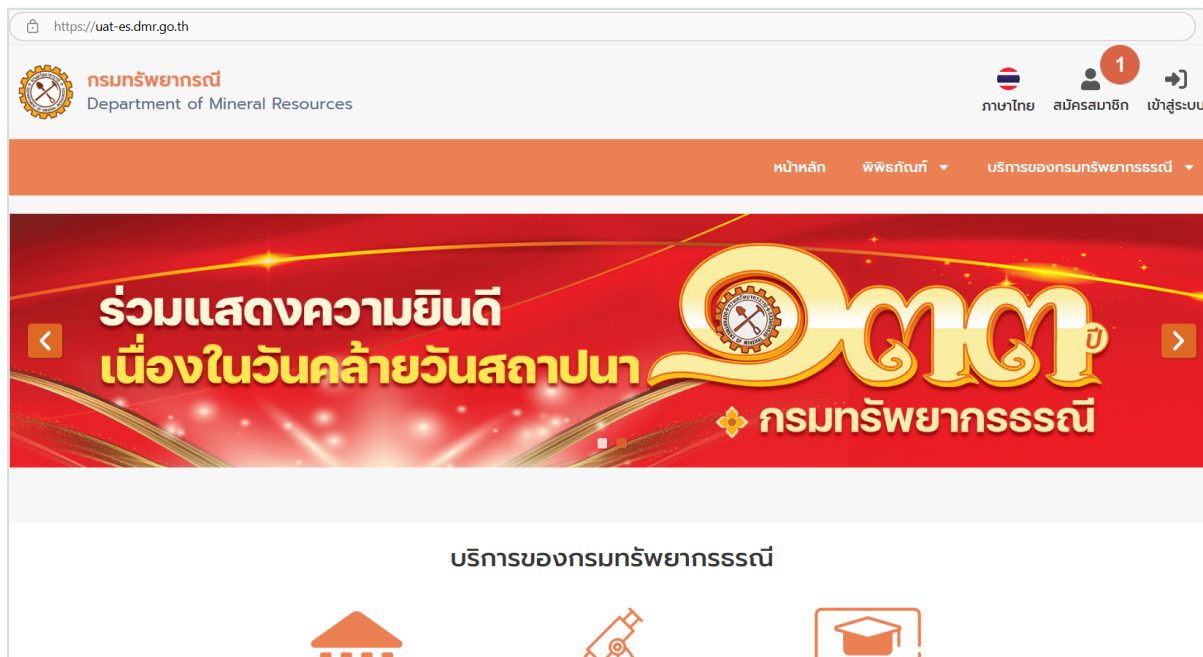 https://uat-es.dmr.go.th
กรมทรัพยากรณี
Department of Mineral Resources
1
ภาษาไทย สมัครสมาชิก เข้าสู่ระบบ
หน้าหลัก พิพิธภัณฑ์ บริการของกรมทรัพยากรธรณี
ร่วมแสดงความยินดี
เนื่องในวันคล้ายวันสถาปนา
๑๓๓ ปี
กรมทรัพยากรธรณี
บริการของกรมทรัพยากรธรณี